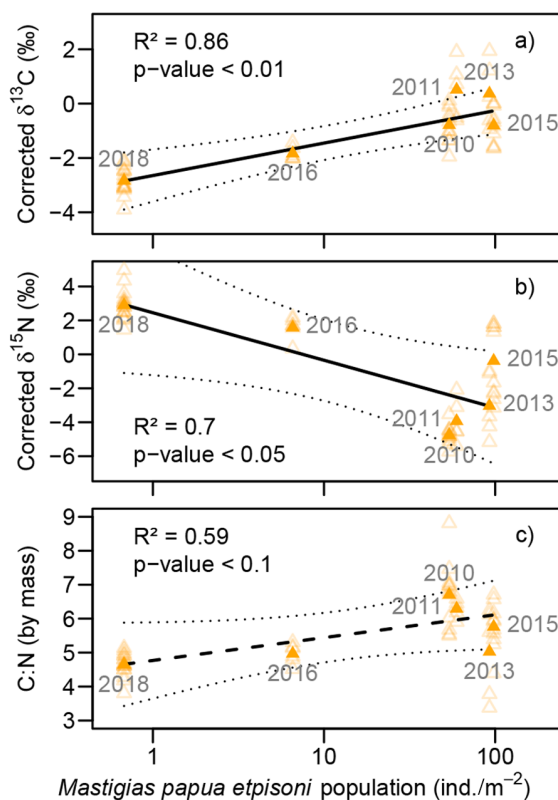 R² = 0.86
p−value < 0.01
a)
Corrected δ¹³C (‰)
2
0
−2
−4
2018
2016
2011
2010
2013
2015
R² = 0.7
p−value < 0.05
b)
Corrected δ¹⁵N (‰)
4
2
0
−2
−4
−6
2018
2016
2011
2010
2015
2013
R² = 0.59
p−value < 0.1
c)
C:N (by mass)
9
8
7
6
5
4
3
2018
2016
2010
2011
2015
2013
1
10
100
Mastigias papua etpisoni population (ind./m⁻²)